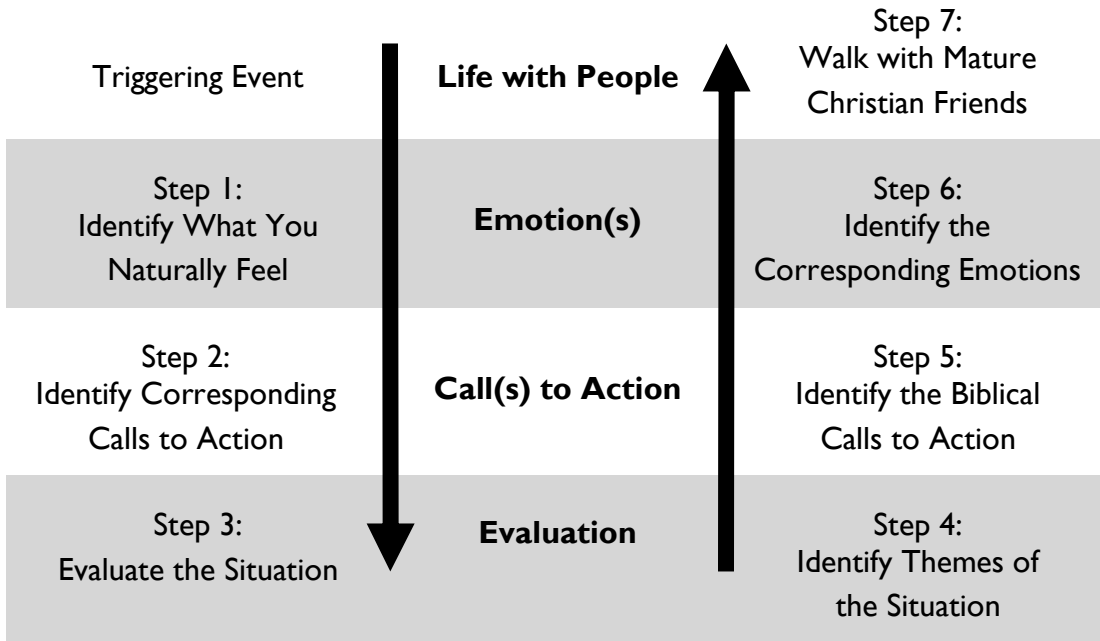 Triggering Event
Life with People
Step 7:
Walk with Mature
Christian Friends
Step 1:
Identify What You
Naturally Feel
Emotion(s)
Step 6:
Identify the
Corresponding Emotions
Step 2:
Identify Corresponding
Calls to Action
Call(s) to Action
Step 5:
Identify the Biblical
Calls to Action
Step 3:
Evaluate the Situation
Evaluation
Step 4:
Identify Themes of
the Situation